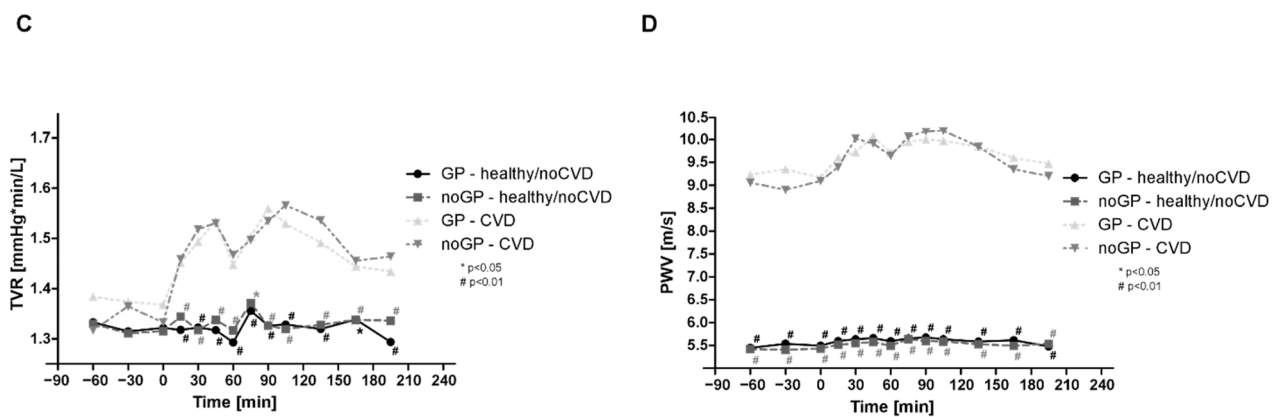 C
TVR [mmHg*min/L]
1.7
1.6
1.5
1.4
1.3
−90 −60 −30 0 30 60 90 120 150 180 210 240
Time [min]
GP - healthy/noCVD
noGP - healthy/noCVD
GP - CVD
noGP - CVD
* p<0.05
# p<0.01
# # # # # * # # # # #
# # # # # # # # # * #
D
PWV [m/s]
10.5
10.0
9.5
9.0
8.5
8.0
7.5
7.0
6.5
6.0
5.5
−90 −60 −30 0 30 60 90 120 150 180 210 240
Time [min]
GP - healthy/noCVD
noGP - healthy/noCVD
GP - CVD
noGP - CVD
* p<0.05
# p<0.01
# # # # # # # # # # # # #
# # # # # # # # # # # # #